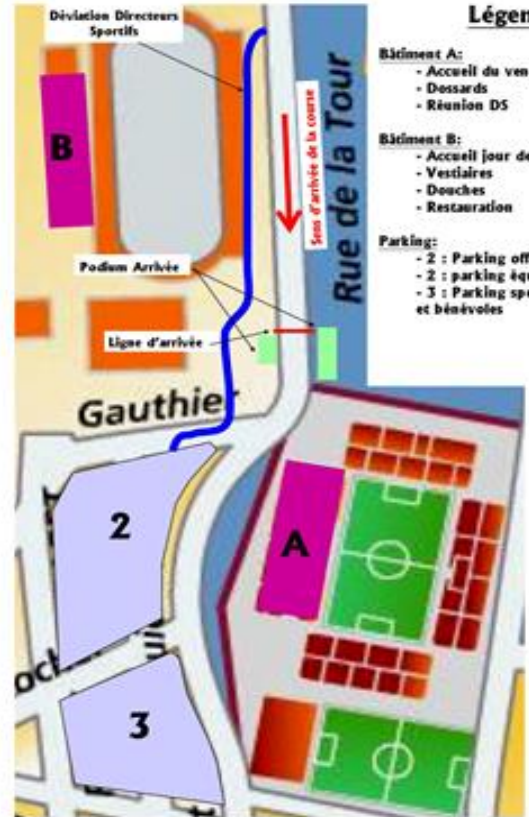 Déviation Directeurs
Sportifs
B
Sens d'arrivée de la course
Rue de la Tour
Podium Arrivée
Ligne d'arrivée
Gauthier
2
A
3
Légen
Bâtiment A:
- Accueil du ven
- Dossards
- Réunion DS
Bâtiment B:
- Accueil jour de
- Vestiaires
- Douches
- Restauration
Parking:
- 2 : Parking off
- 2 : parking équ
- 3 : Parking spe
et bénévoles